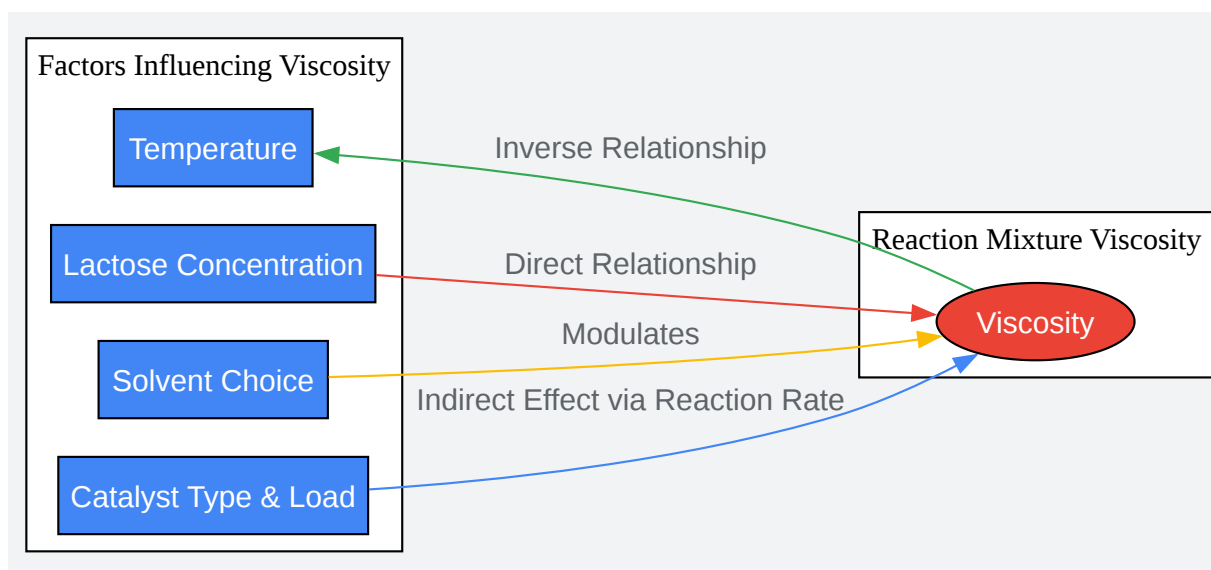 Factors Influencing Viscosity
Temperature
Lactose Concentration
Solvent Choice
Catalyst Type & Load
Inverse Relationship
Direct Relationship
Modulates
Indirect Effect via Reaction Rate
Reaction Mixture Viscosity
Viscosity